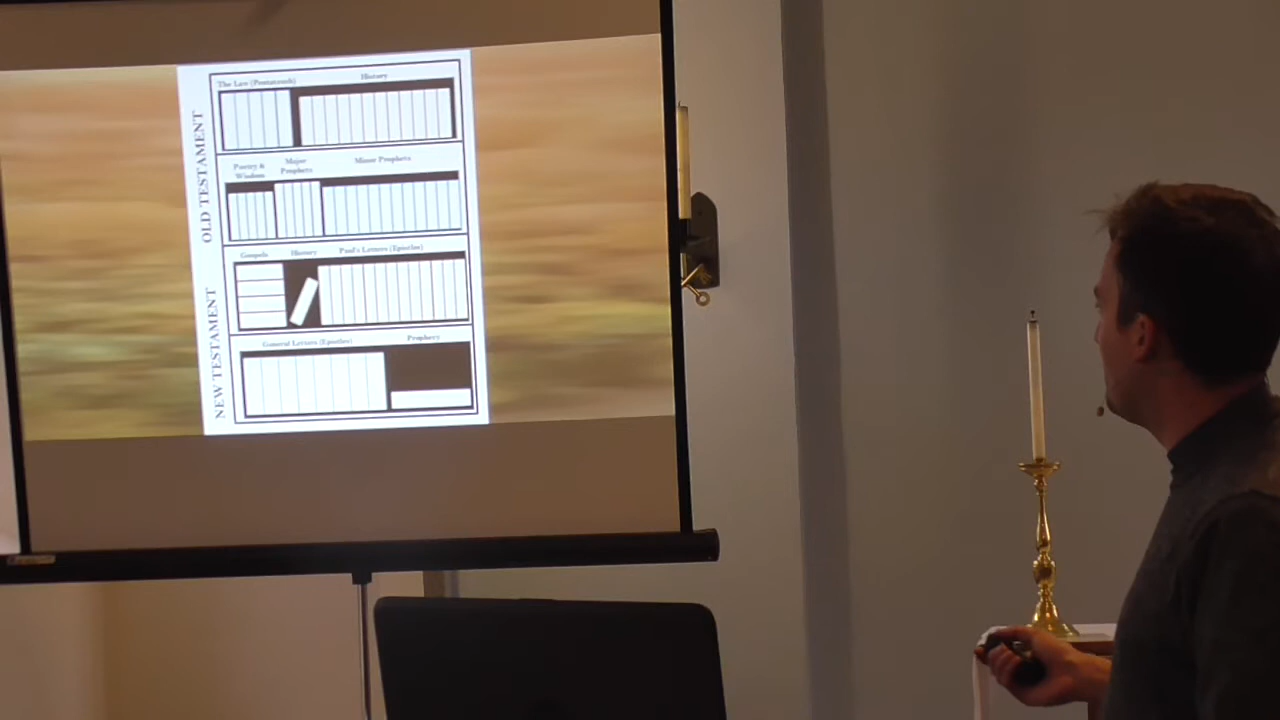 OLD TESTAMENT
The Law (Pentateuch)
History
Poetry &
Wisdom
Major
Prophets
Minor Prophets
NEW TESTAMENT
Gospels
History
Paul's Letters (Epistles)
General Letters (Epistles)
Prophecy